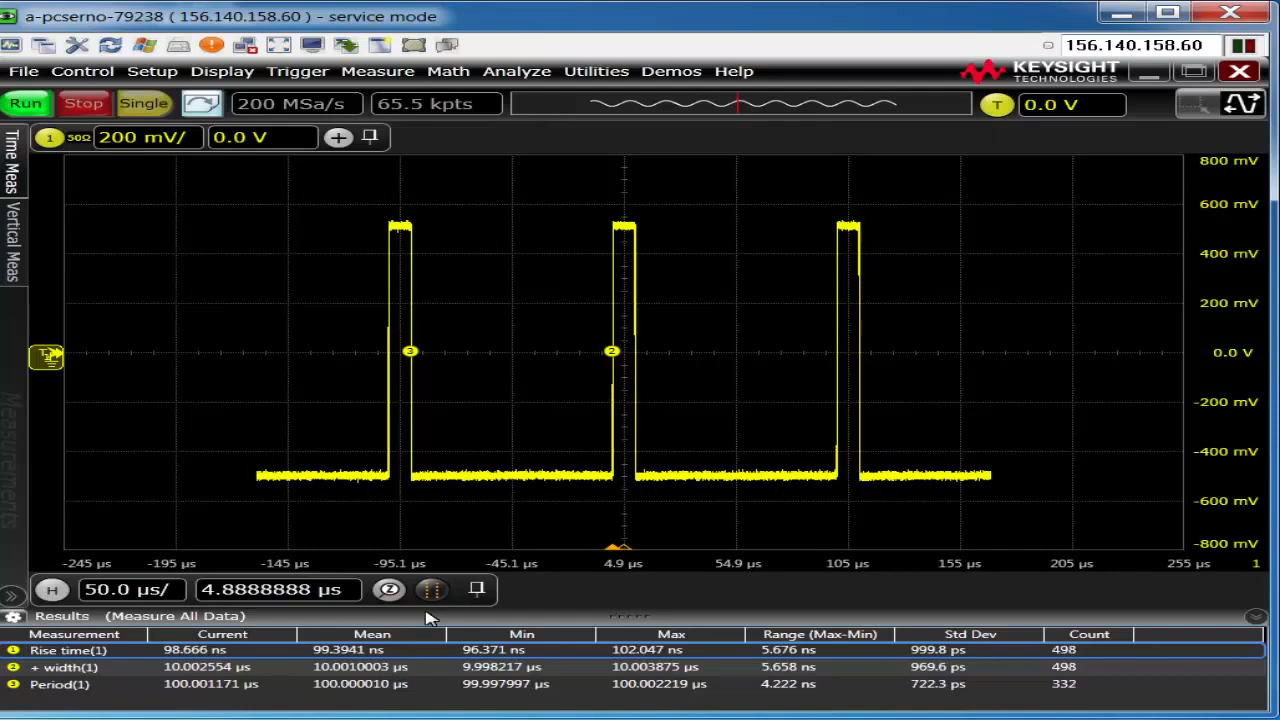 a-pcserno-79238 ( 156.140.158.60 ) - service mode
156.140.158.60
File Control Setup Display Trigger Measure Math Analyze Utilities Demos Help
KEYSIGHT
TECHNOLOGIES
Run Stop Single 200 MSa/s 65.5 kpts T 0.0 V
1 50Ω 200 mV/ 0.0 V +
Time Meas
Vertical Meas
Measurements
800 mV
600 mV
400 mV
200 mV
0.0 V
-200 mV
-400 mV
-600 mV
-800 mV
T
3 2
-245 µs -195 µs -145 µs -95.1 µs -45.1 µs 4.9 µs 54.9 µs 105 µs 155 µs 205 µs 255 µs 1
H 50.0 µs/ 4.8888888 µs Z
Results (Measure All Data)
Measurement Current Mean Min Max Range (Max-Min) Std Dev Count
1 Rise time(1) 98.666 ns 99.3941 ns 96.371 ns 102.047 ns 5.676 ns 999.8 ps 498
2 + width(1) 10.002554 µs 10.0010003 µs 9.998217 µs 10.003875 µs 5.658 ns 969.6 ps 498
3 Period(1) 100.001171 µs 100.000010 µs 99.997997 µs 100.002219 µs 4.222 ns 722.3 ps 332